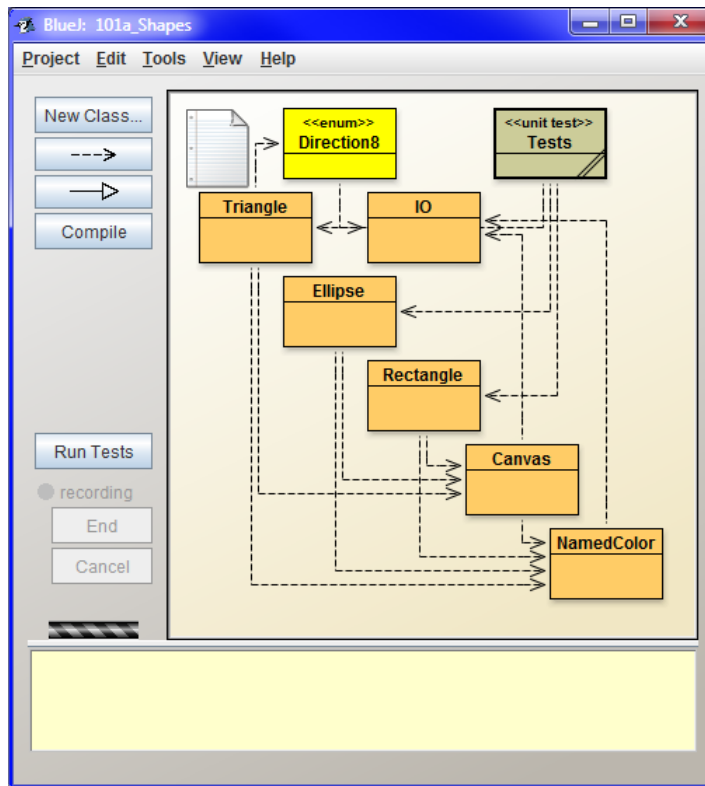 BlueJ: 101a_Shapes
Project Edit Tools View Help
New Class...
Compile
Run Tests
recording
End
Cancel
<<enum>>
Direction8
<<unit test>>
Tests
Triangle
IO
Ellipse
Rectangle
Canvas
NamedColor